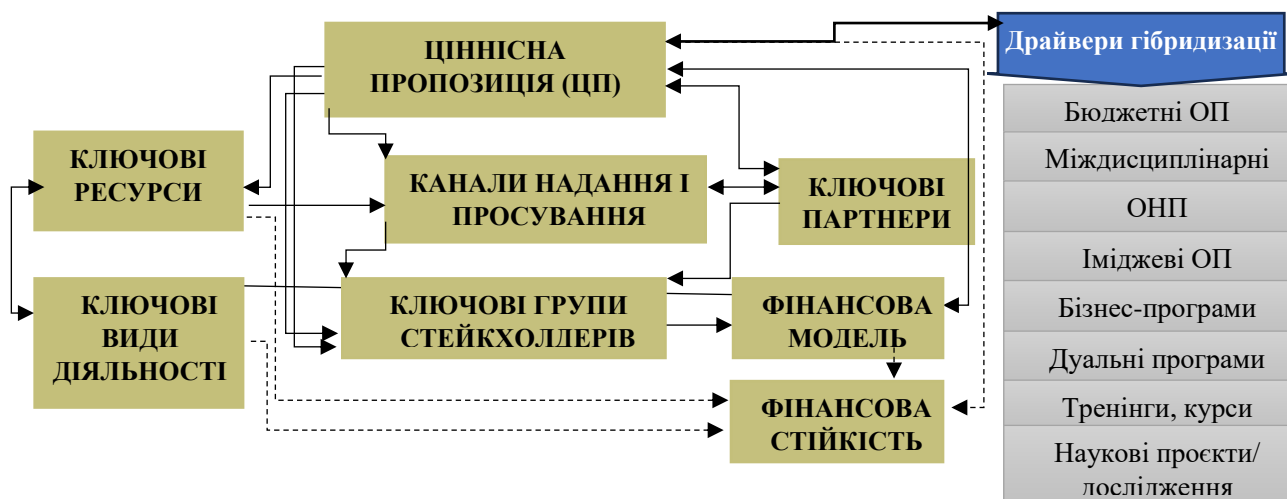 ЦІННІСНА
ПРОПОЗИЦІЯ (ЦП)
Драйвери гібридизації
КЛЮЧОВІ
РЕСУРСИ
КАНАЛИ НАДАННЯ І
ПРОСУВАННЯ
КЛЮЧОВІ
ПАРТНЕРИ
КЛЮЧОВІ
ВИДИ
ДІЯЛЬНОСТІ
КЛЮЧОВІ ГРУПИ
СТЕЙКХОЛДЕРІВ
ФІНАНСОВА
МОДЕЛЬ
ФІНАНСОВА
СТІЙКІСТЬ
Бюджетні ОП
Міждисциплінарні
ОНП
Іміджеві ОП
Бізнес-програми
Дуальні програми
Тренінги, курси
Наукові проєкти/
дослідження